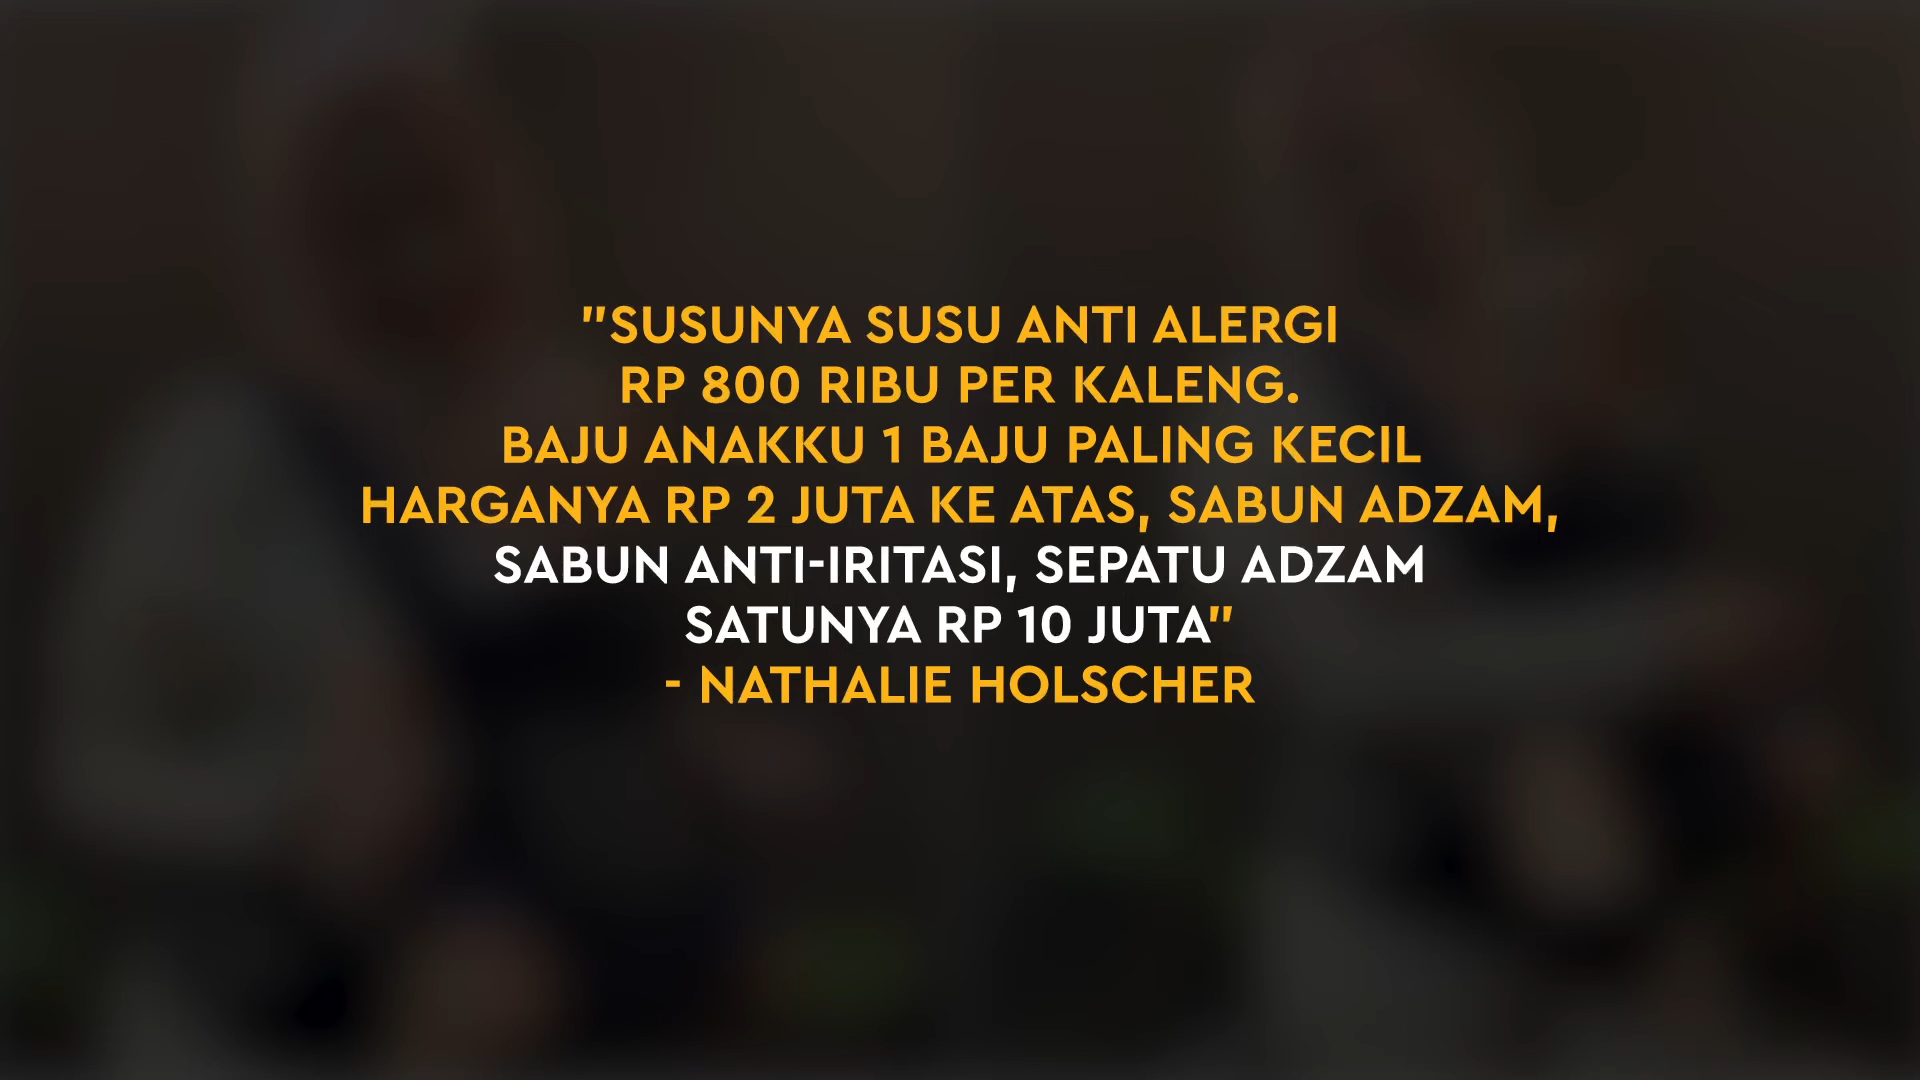 "SUSUNYA SUSU ANTI ALERGI
RP 800 RIBU PER KALENG.
BAJU ANAKKU 1 BAJU PALING KECIL
HARGANYA RP 2 JUTA KE ATAS, SABUN ADZAM,
SABUN ANTI-IRITASI, SEPATU ADZAM
SATUNYA RP 10 JUTA"
- NATHALIE HOLSCHER